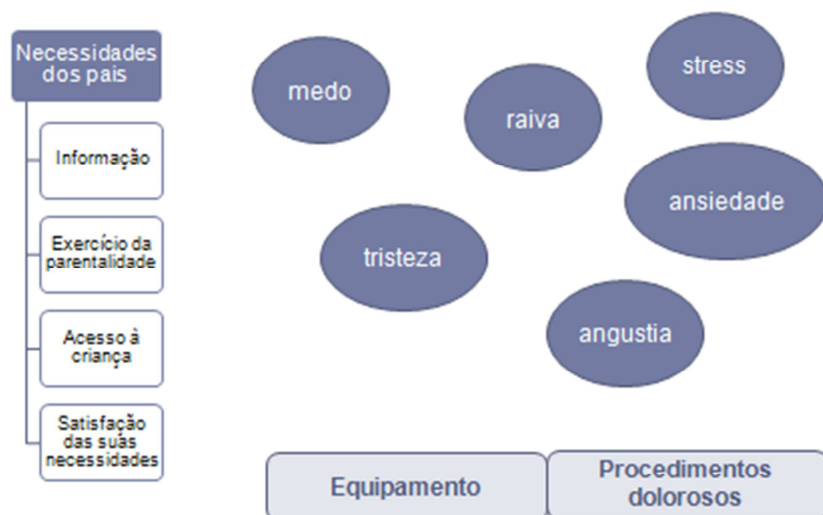 Necessidades
dos pais
Informação
Exercício da
parentalidade
Acesso à
criança
Satisfação
das suas
necessidades
medo
raiva
stress
ansiedade
tristeza
angustia
Equipamento
Procedimentos
dolorosos